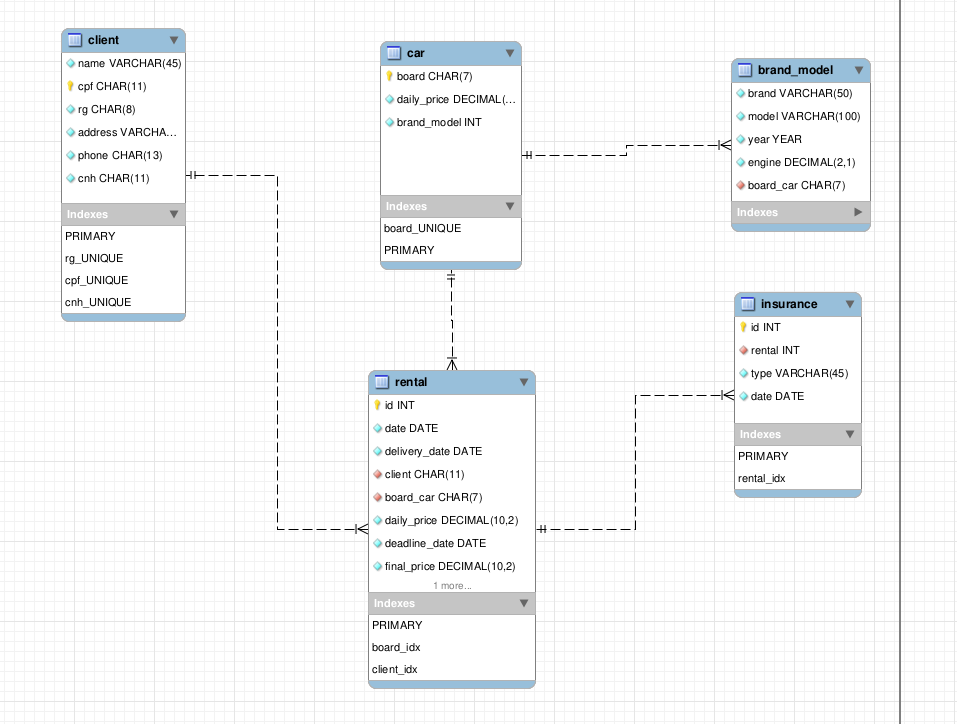 client
name VARCHAR(45)
cpf CHAR(11)
rg CHAR(8)
address VARCHA...
phone CHAR(13)
cnh CHAR(11)
Indexes
PRIMARY
rg_UNIQUE
cpf_UNIQUE
cnh_UNIQUE
car
board CHAR(7)
daily_price DECIMAL(...
brand_model INT
Indexes
board_UNIQUE
PRIMARY
brand_model
brand VARCHAR(50)
model VARCHAR(100)
year YEAR
engine DECIMAL(2,1)
board_car CHAR(7)
Indexes
insurance
id INT
rental INT
type VARCHAR(45)
date DATE
Indexes
PRIMARY
rental_idx
rental
id INT
date DATE
delivery_date DATE
client CHAR(11)
board_car CHAR(7)
daily_price DECIMAL(10,2)
deadline_date DATE
final_price DECIMAL(10,2)
1 more...
Indexes
PRIMARY
board_idx
client_idx